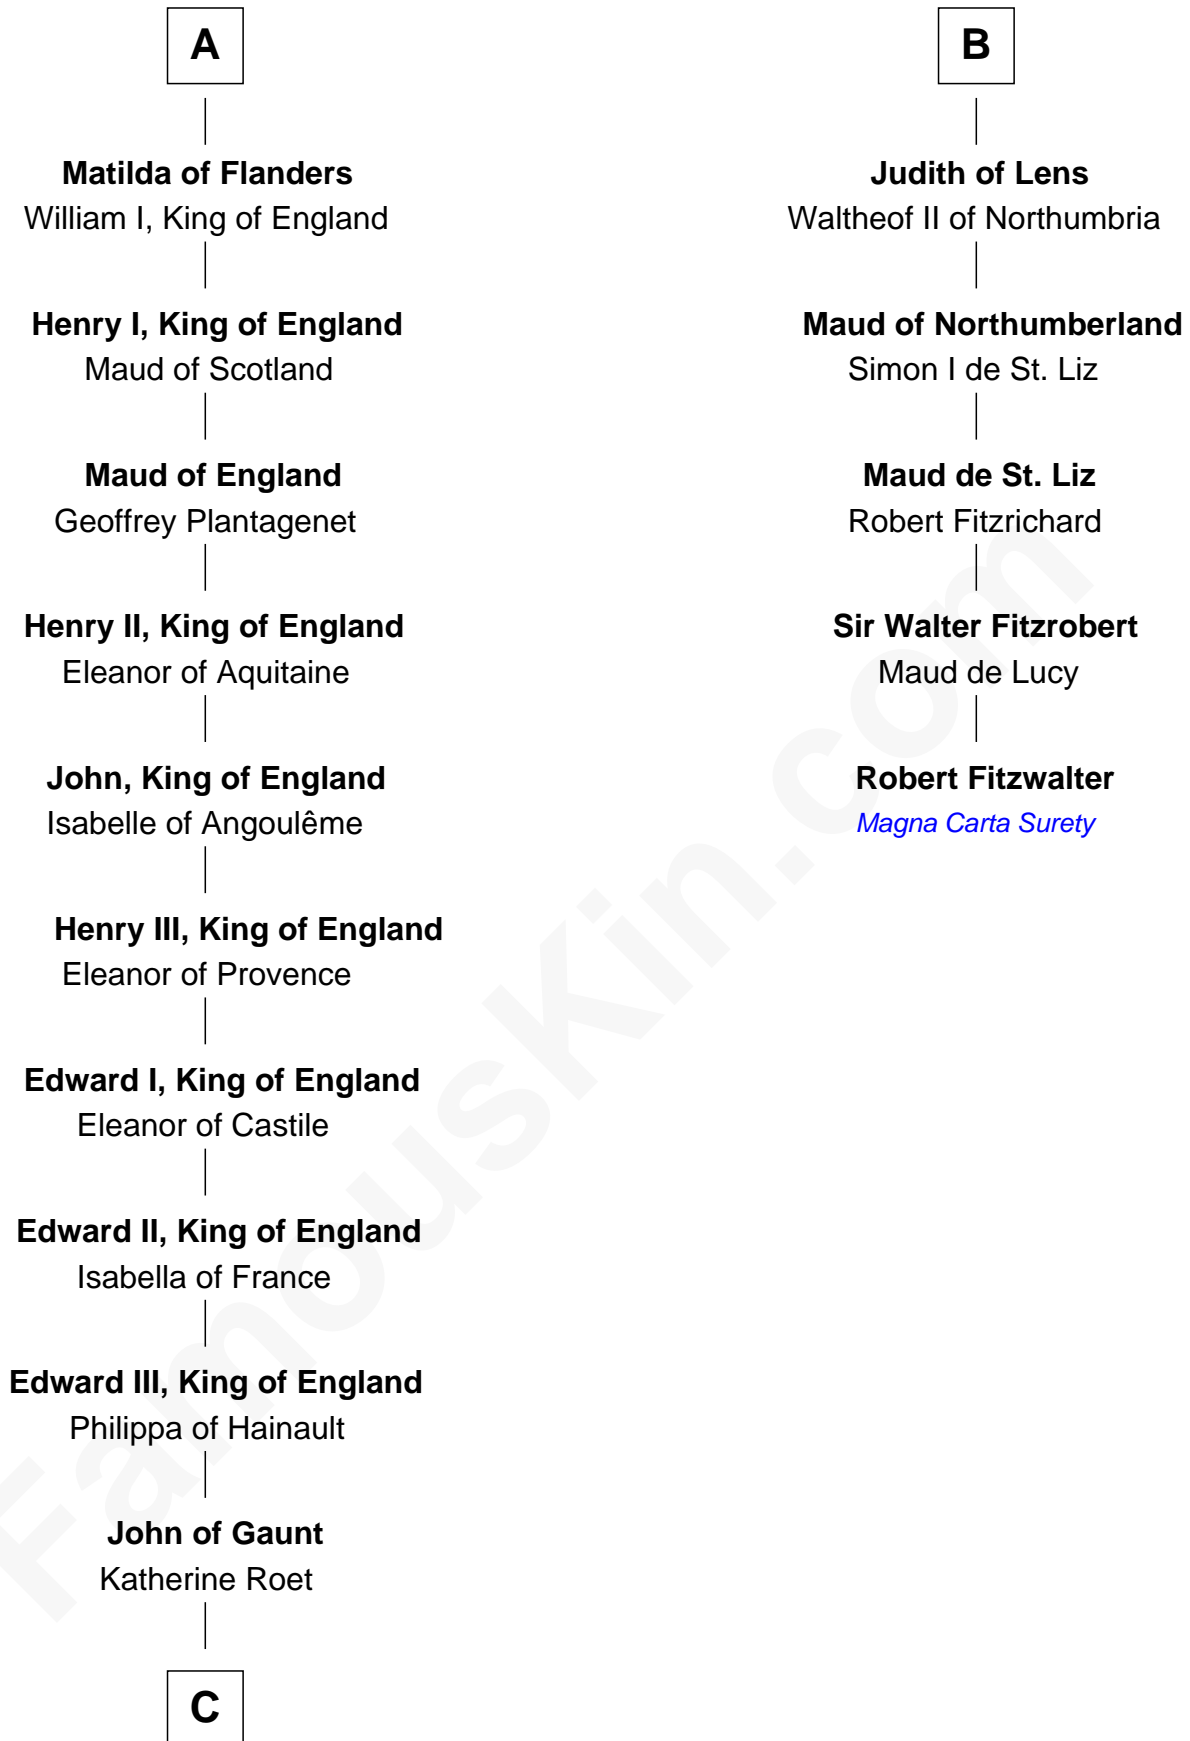 A
Matilda of Flanders
William I, King of England
Henry I, King of England
Maud of Scotland
Maud of England
Geoffrey Plantagenet
Henry II, King of England
Eleanor of Aquitaine
John, King of England
Isabelle of Angoulême
Henry III, King of England
Eleanor of Provence
Edward I, King of England
Eleanor of Castile
Edward II, King of England
Isabella of France
Edward III, King of England
Philippa of Hainault
John of Gaunt
Katherine Roet
C
B
Judith of Lens
Waltheof II of Northumbria
Maud of Northumberland
Simon I de St. Liz
Maud de St. Liz
Robert Fitzrichard
Sir Walter Fitzrobert
Maud de Lucy
Robert Fitzwalter
Magna Carta Surety
FamousKin.com